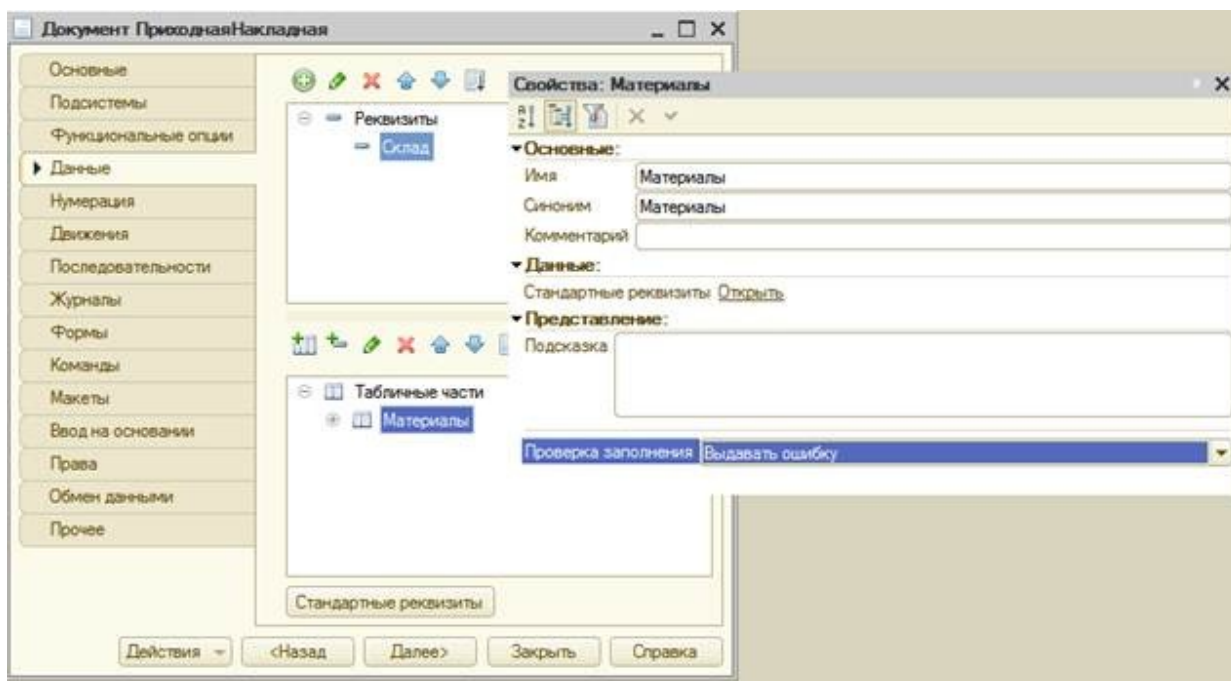 Документ ПриходнаяНакладная
Основные
Подсистемы
Функциональные опции
Данные
Нумерация
Движения
Последовательности
Журналы
Формы
Команды
Макеты
Ввод на основании
Права
Обмен данными
Прочее
Реквизиты
Склад
Табличные части
Материалы
Стандартные реквизиты
Действия
<Назад
Далее>
Закрыть
Справка
Свойства: Материалы
Основные:
Имя Материалы
Синоним Материалы
Комментарий
Данные:
Стандартные реквизиты Открыть
Представление:
Подсказка
Проверка заполнения Выдавать ошибку